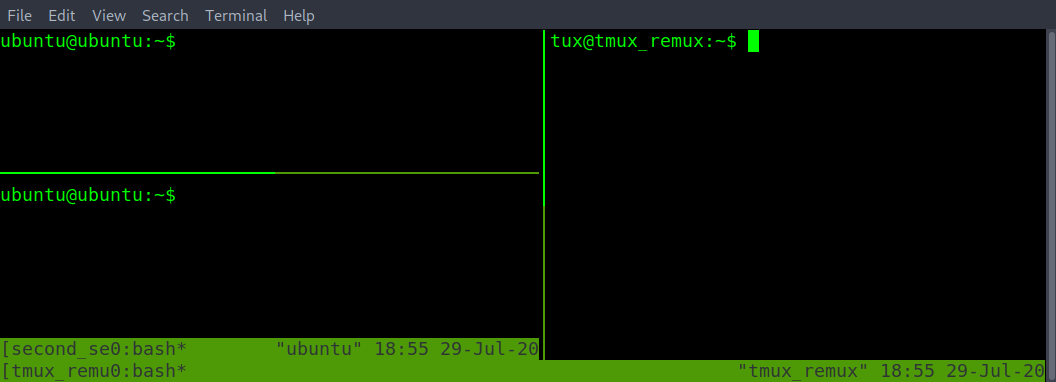 File Edit View Search Terminal Help
ubuntu@ubuntu:~$
tux@tmux_remux:~$
ubuntu@ubuntu:~$
[second_se0:bash* "ubuntu" 18:55 29-Jul-20
[tmux_remu0:bash* "tmux_remux" 18:55 29-Jul-20